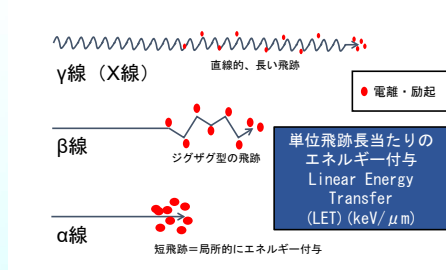 γ線（X線）
直線的、長い飛跡
電離・励起
β線
ジグザグ型の飛跡
単位飛跡長当たりの
エネルギー付与
Linear Energy
Transfer
(LET)(keV/μm)
α線
短飛跡＝局所的にエネルギー付与